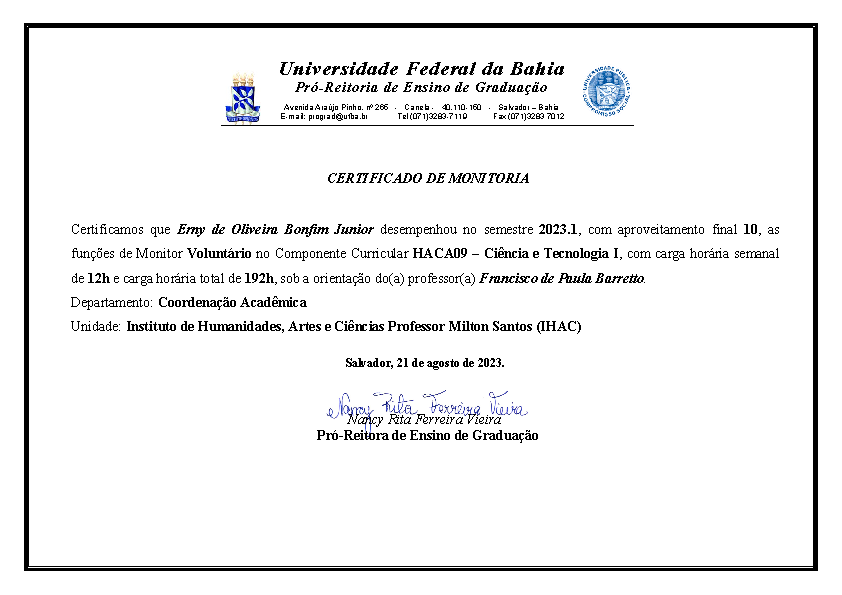 Universidade Federal da Bahia
Pró-Reitoria de Ensino de Graduação
Avenida Araújo Pinho, nº 265 - Canela - 40.110-150 - Salvador – Bahia
E-mail: prograd@ufba.br Tel (071)3283-7119 Fax (071)3283 7012
CERTIFICADO DE MONITORIA
Certificamos que Erny de Oliveira Bonfim Junior desempenhou no semestre 2023.1, com aproveitamento final 10, as
funções de Monitor Voluntário no Componente Curricular HACA09 – Ciência e Tecnologia I, com carga horária semanal
de 12h e carga horária total de 192h, sob a orientação do(a) professor(a) Francisco de Paula Barretto.
Departamento: Coordenação Acadêmica
Unidade: Instituto de Humanidades, Artes e Ciências Professor Milton Santos (IHAC)
Salvador, 21 de agosto de 2023.
Nancy Rita Ferreira Vieira
Nancy Rita Ferreira Vieira
Pró-Reitora de Ensino de Graduação